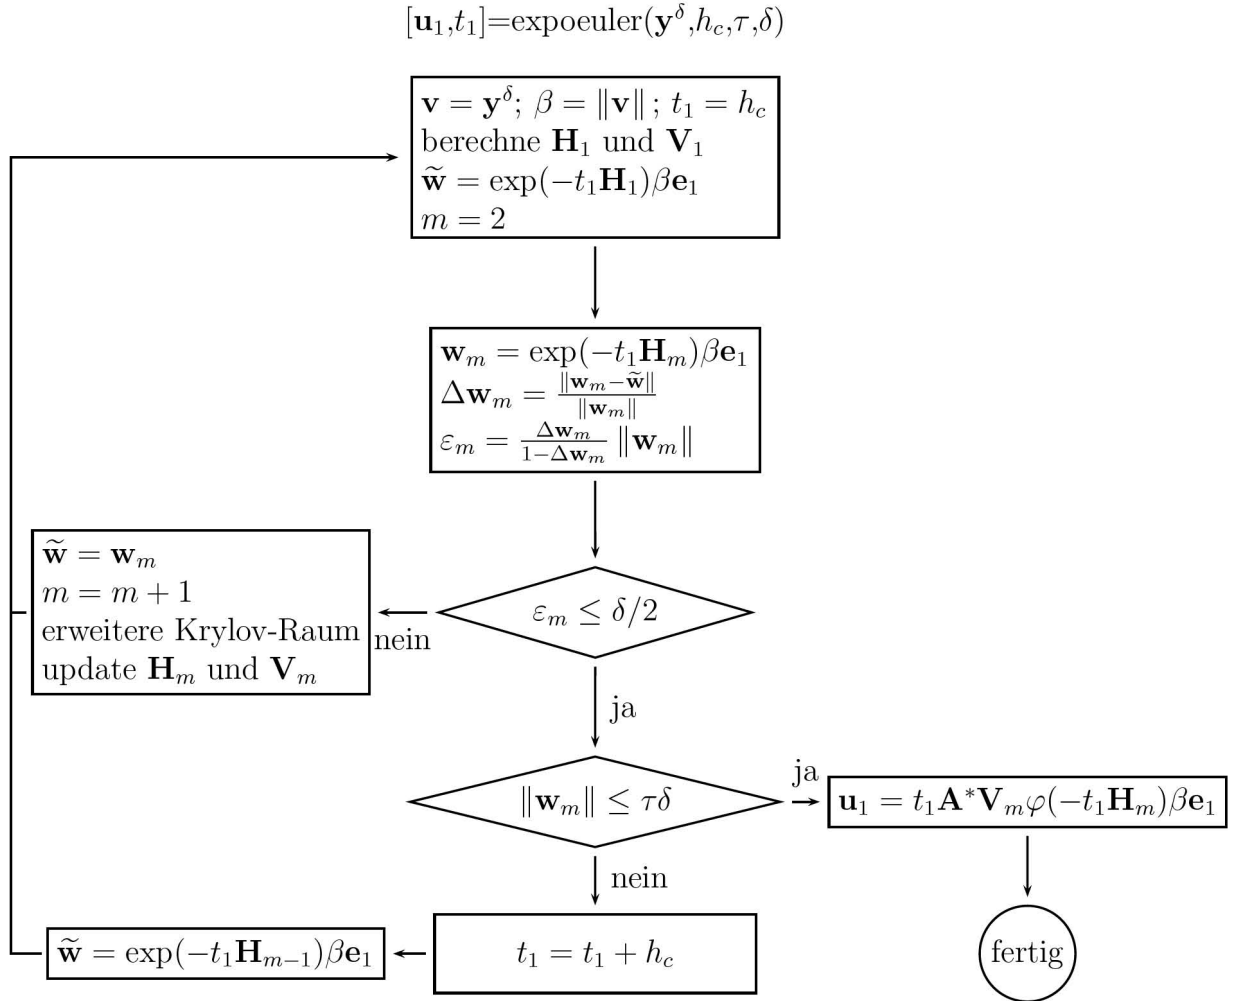 [u₁,t₁]=expoeuler(y^δ,h_c,τ,δ)
v = y^δ; β = ‖v‖ ; t₁ = h_c
berechne H₁ und V₁
w̃ = exp(−t₁H₁)βe₁
m = 2
w_m = exp(−t₁H_m)βe₁
Δw_m = ‖w_m−w̃‖/‖w_m‖
ε_m = Δw_m/(1−Δw_m) ‖w_m‖
w̃ = w_m
m = m + 1
erweitere Krylov-Raum
update H_m und V_m
nein
ε_m ≤ δ/2
ja
‖w_m‖ ≤ τδ
ja
u₁ = t₁A*V_mφ(−t₁H_m)βe₁
nein
w̃ = exp(−t₁H_{m−1})βe₁
t₁ = t₁ + h_c
fertig